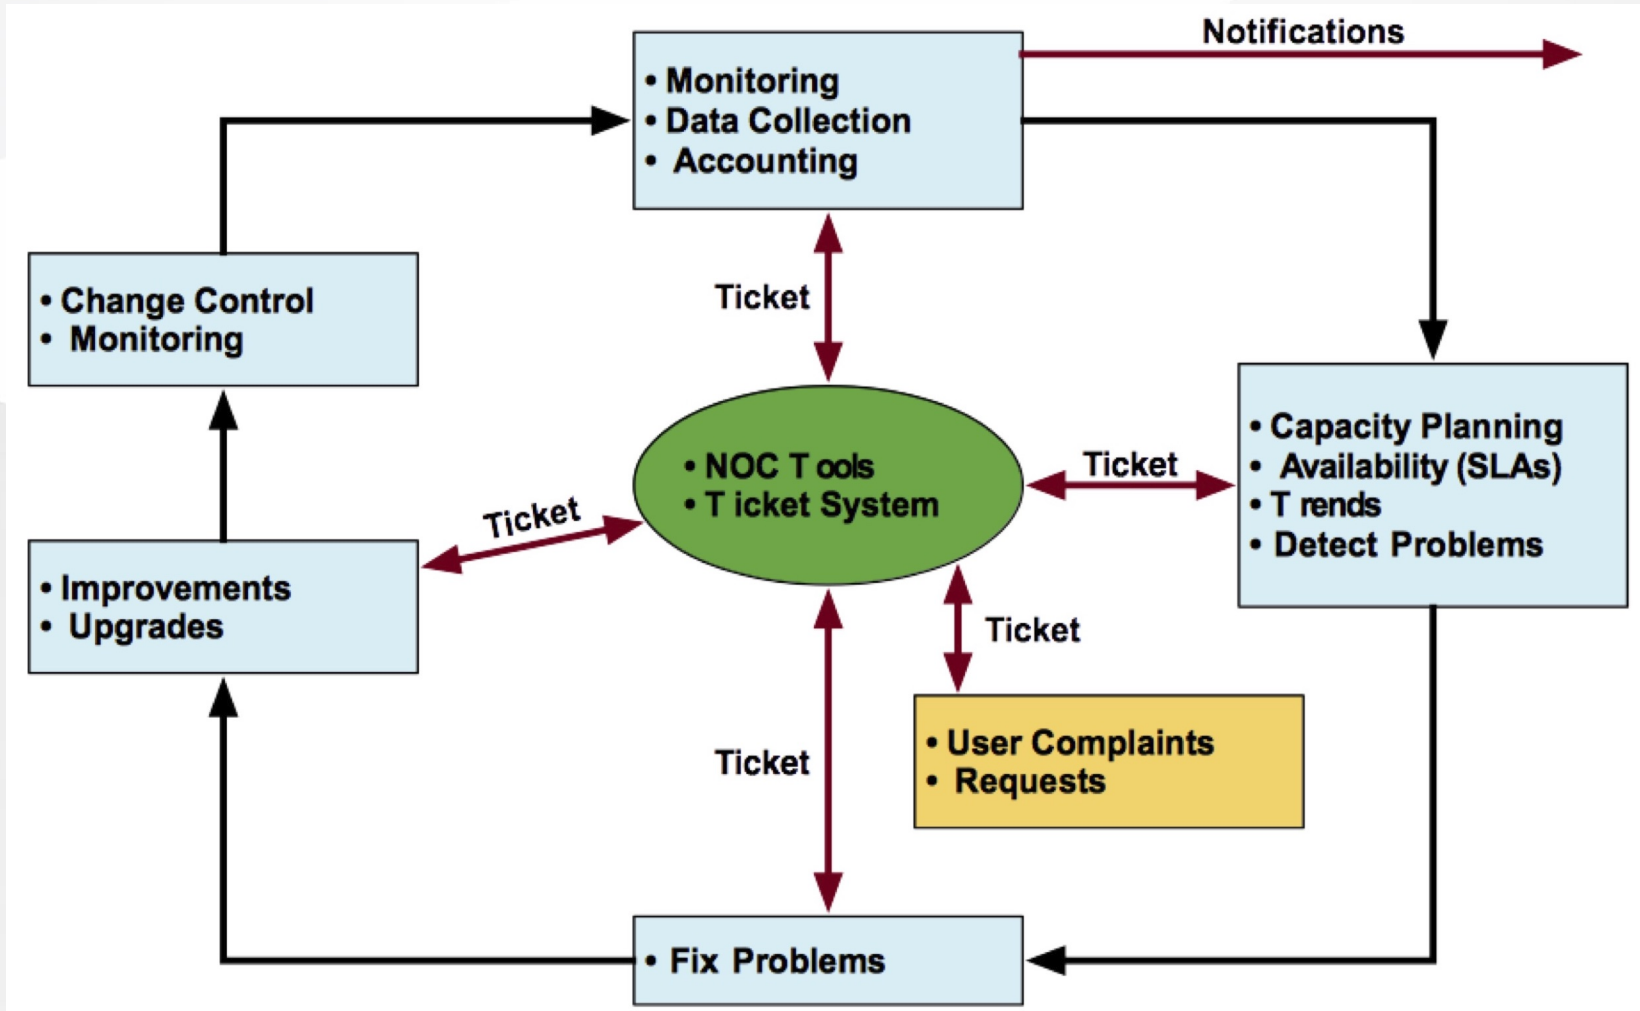 Notifications
• Monitoring
• Data Collection
• Accounting
Ticket
• Change Control
• Monitoring
• NOC T ools
• T icket System
Ticket
• Capacity Planning
• Availability (SLAs)
• T rends
• Detect Problems
Ticket
• Improvements
• Upgrades
Ticket
• User Complaints
• Requests
Ticket
• Fix Problems